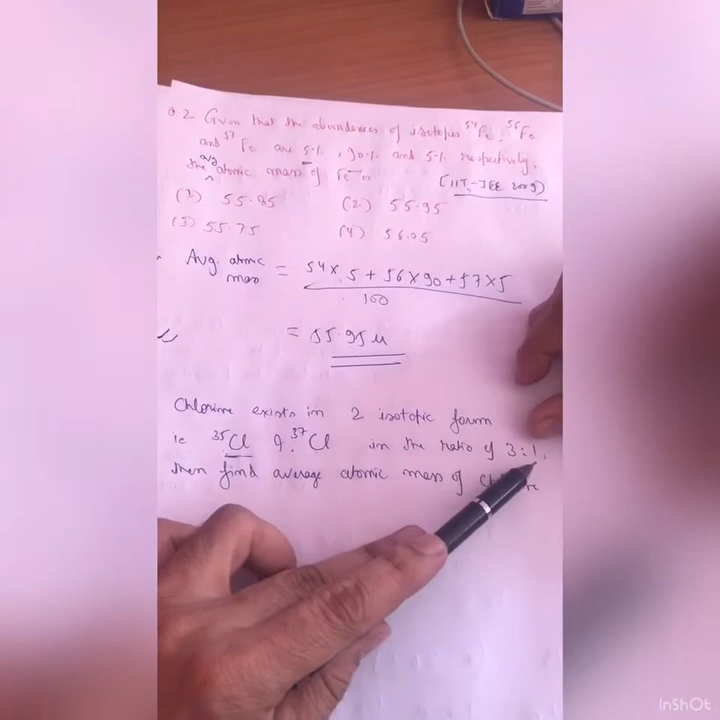 Q 2 Given that the abundances of isotopes ⁵⁴Fe, ⁵⁶Fe
and ⁵⁷Fe are 5%, 90% and 5% respectively,
the avg atomic mass of Fe is
[IIT-JEE 2009]
(1) 55.85 (2) 55.95
(3) 55.75 (4) 56.05
Avg. atomic mass = 54 × 5 + 56 × 90 + 57 × 5
100
= 55.95 u
Chlorine exists in 2 isotopic form
ie ³⁵Cl & ³⁷Cl in the ratio of 3:1,
then find average atomic mass of
InShOt